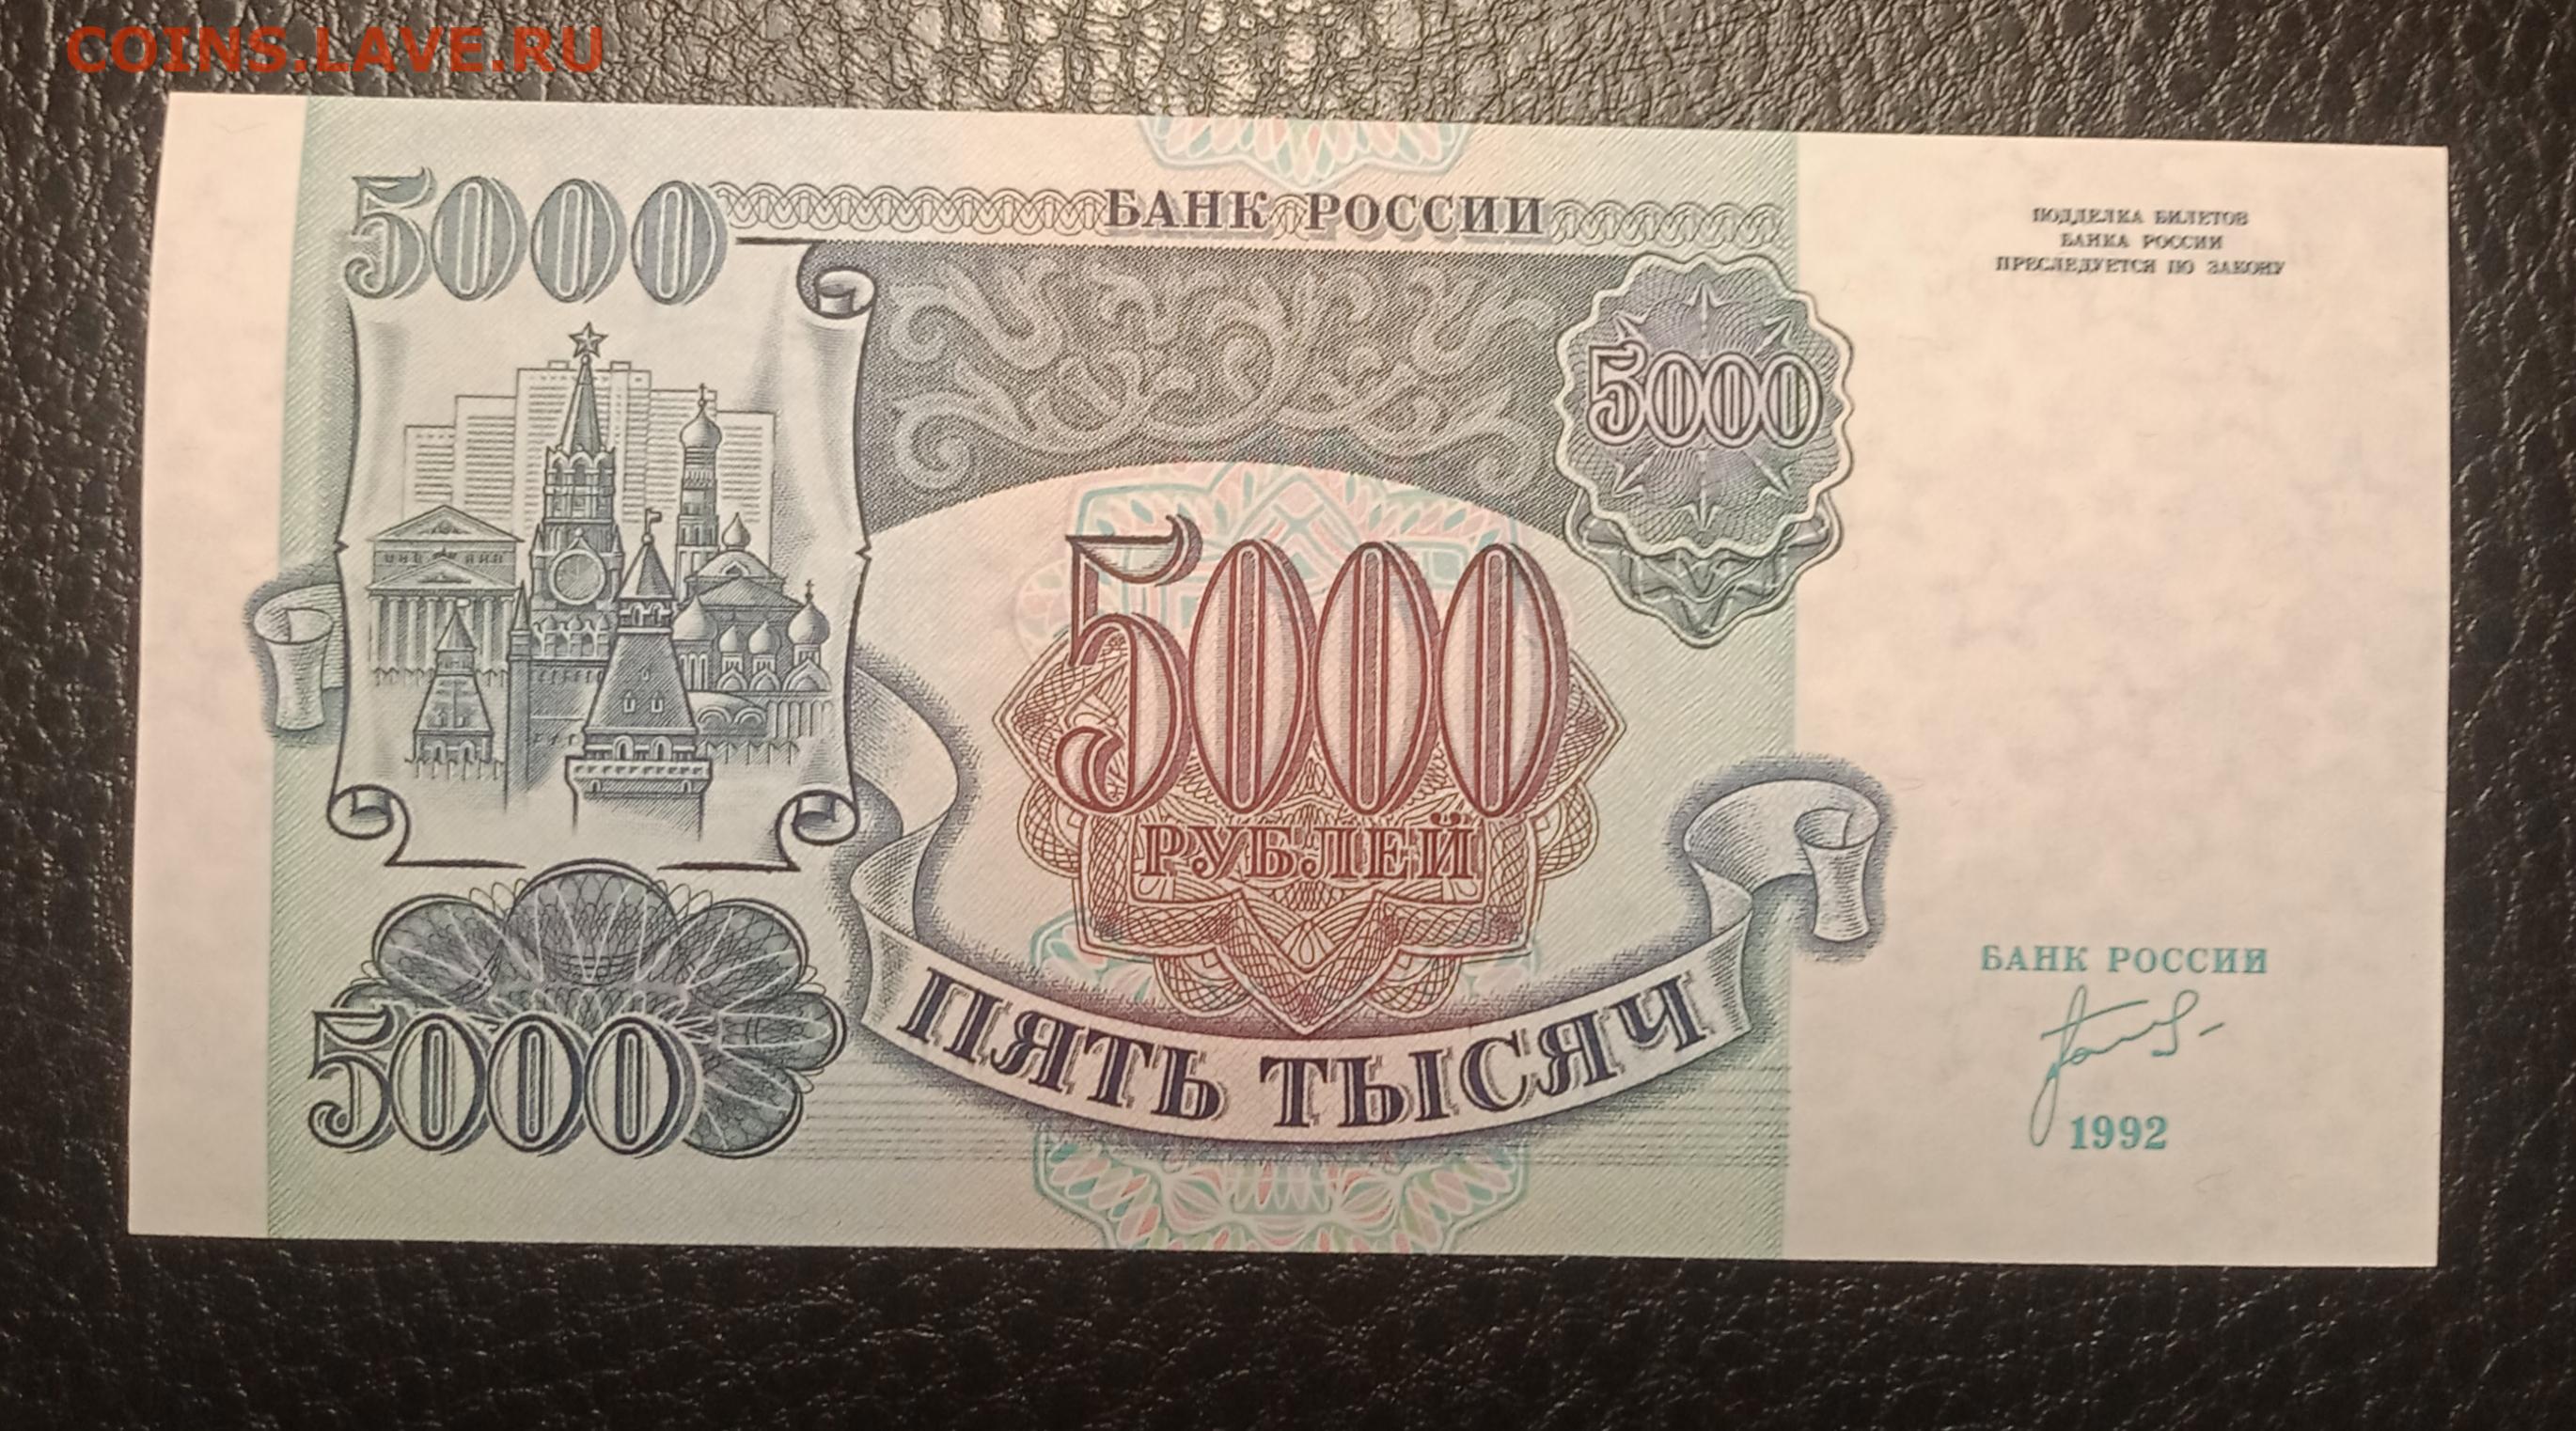 COINS.LAVE.RU
5000
БАНК РОССИИ
ПОДДЕЛКА БИЛЕТОВ
БАНКА РОССИИ
ПРЕСЛЕДУЕТСЯ ПО ЗАКОНУ
5000
5000
РУБЛЕЙ
БАНК РОССИИ
5000
ПЯТЬ ТЫСЯЧ
1992